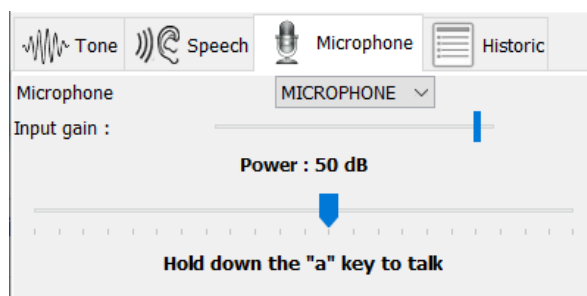 Tone Speech Microphone Historic
Microphone MICROPHONE
Input gain :
Power : 50 dB
Hold down the "a" key to talk